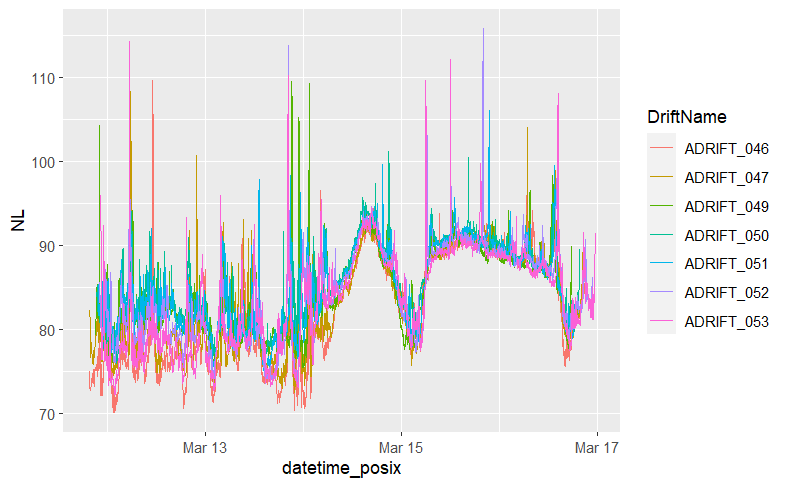 110
100
90
80
70
NL
Mar 13
Mar 15
Mar 17
datetime_posix
DriftName
ADRIFT_046
ADRIFT_047
ADRIFT_049
ADRIFT_050
ADRIFT_051
ADRIFT_052
ADRIFT_053